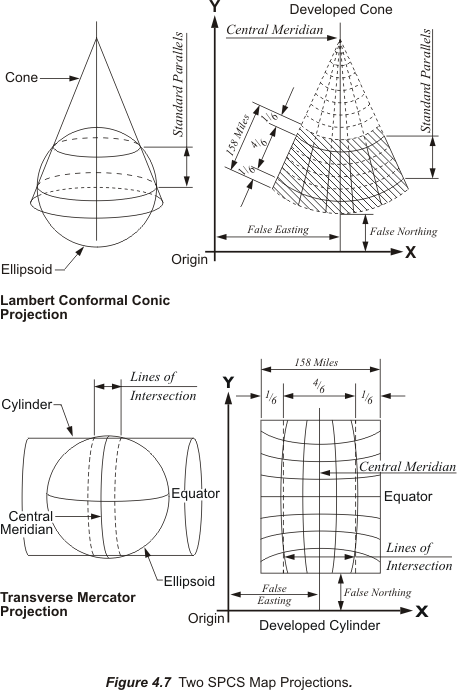 Y
Developed Cone
Central Meridian
Cone
Standard Parallels
Standard Parallels
158 Miles
1/6
4/6
1/6
False Easting
False Northing
Origin
X
Ellipsoid
Lambert Conformal Conic
Projection
Lines of
Intersection
158 Miles
Y
1/6
4/6
1/6
Cylinder
Central Meridian
Equator
Equator
Central
Meridian
Lines of
Intersection
Ellipsoid
False
Easting
False Northing
Transverse Mercator
Projection
Origin
X
Developed Cylinder
Figure 4.7 Two SPCS Map Projections.